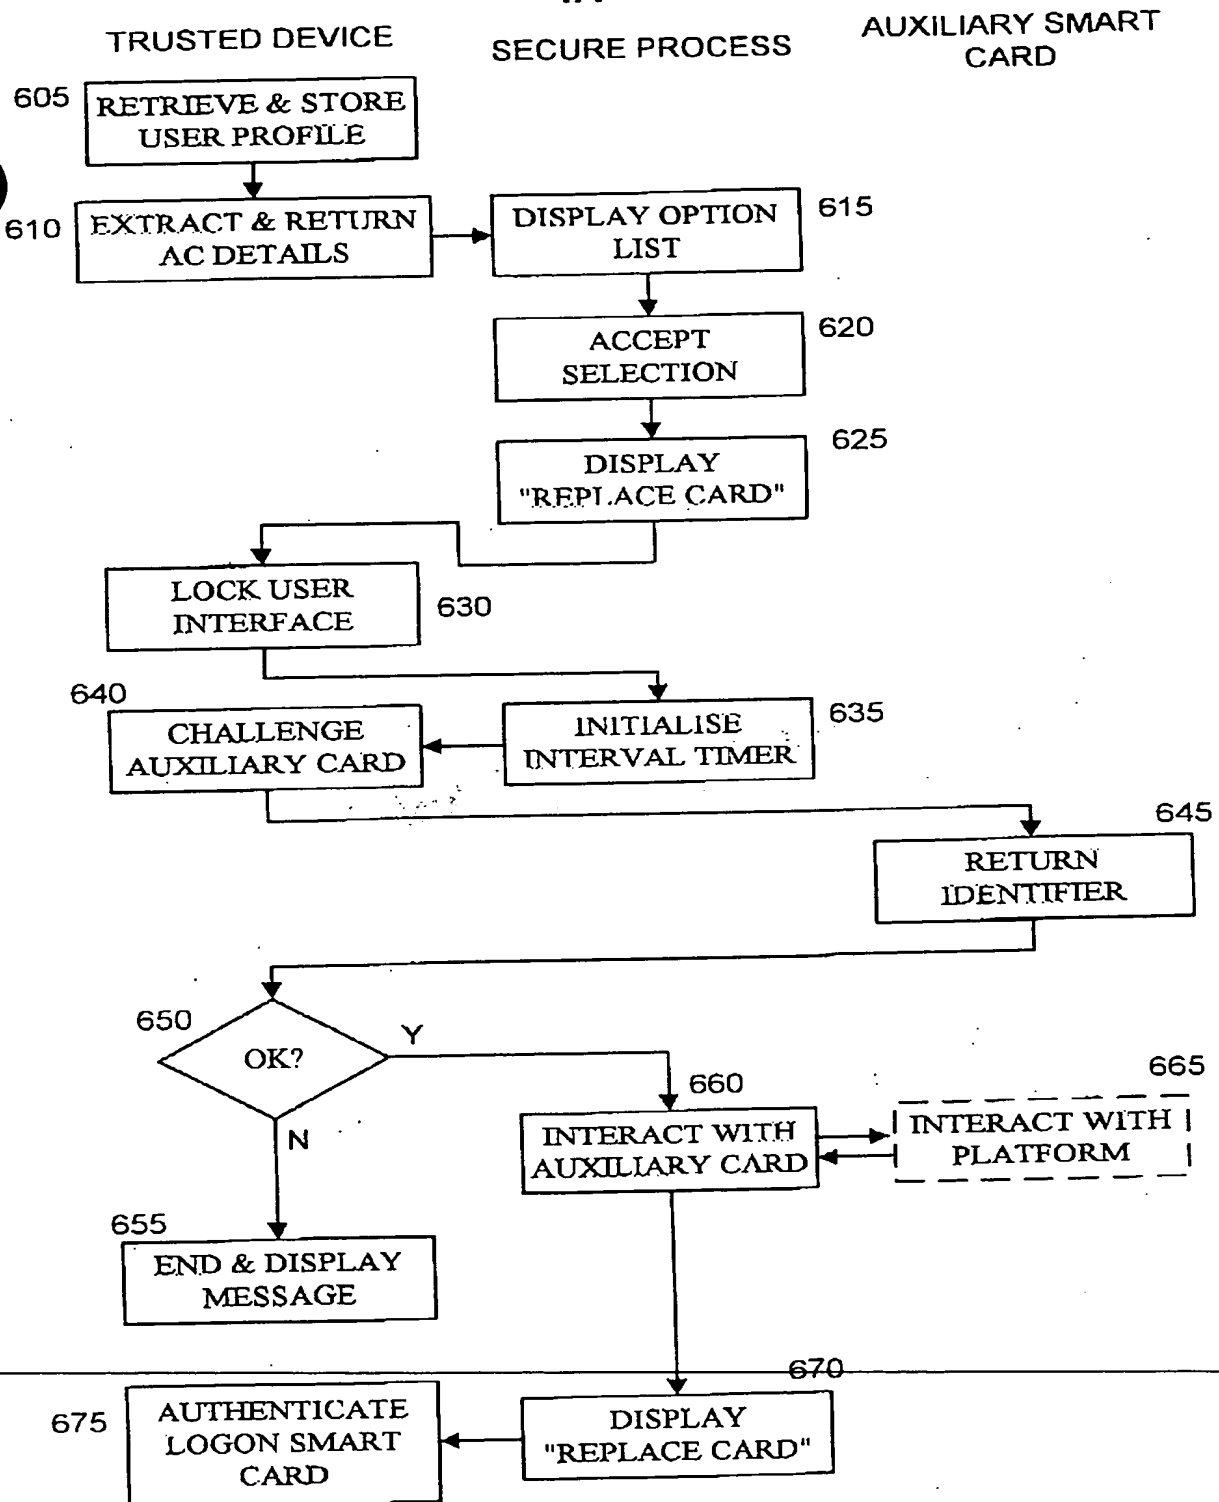 TRUSTED DEVICE
SECURE PROCESS
AUXILIARY SMART
CARD
605
RETRIEVE & STORE
USER PROFILE
610
EXTRACT & RETURN
AC DETAILS
DISPLAY OPTION
LIST
615
ACCEPT
SELECTION
620
DISPLAY
"REPLACE CARD"
625
LOCK USER
INTERFACE
630
640
CHALLENGE
AUXILIARY CARD
INITIALISE
INTERVAL TIMER
635
645
RETURN
IDENTIFIER
650
OK?
Y
N
660
INTERACT WITH
AUXILIARY CARD
665
INTERACT WITH
PLATFORM
655
END & DISPLAY
MESSAGE
670
675
AUTHENTICATE
LOGON SMART
CARD
DISPLAY
"REPLACE CARD"